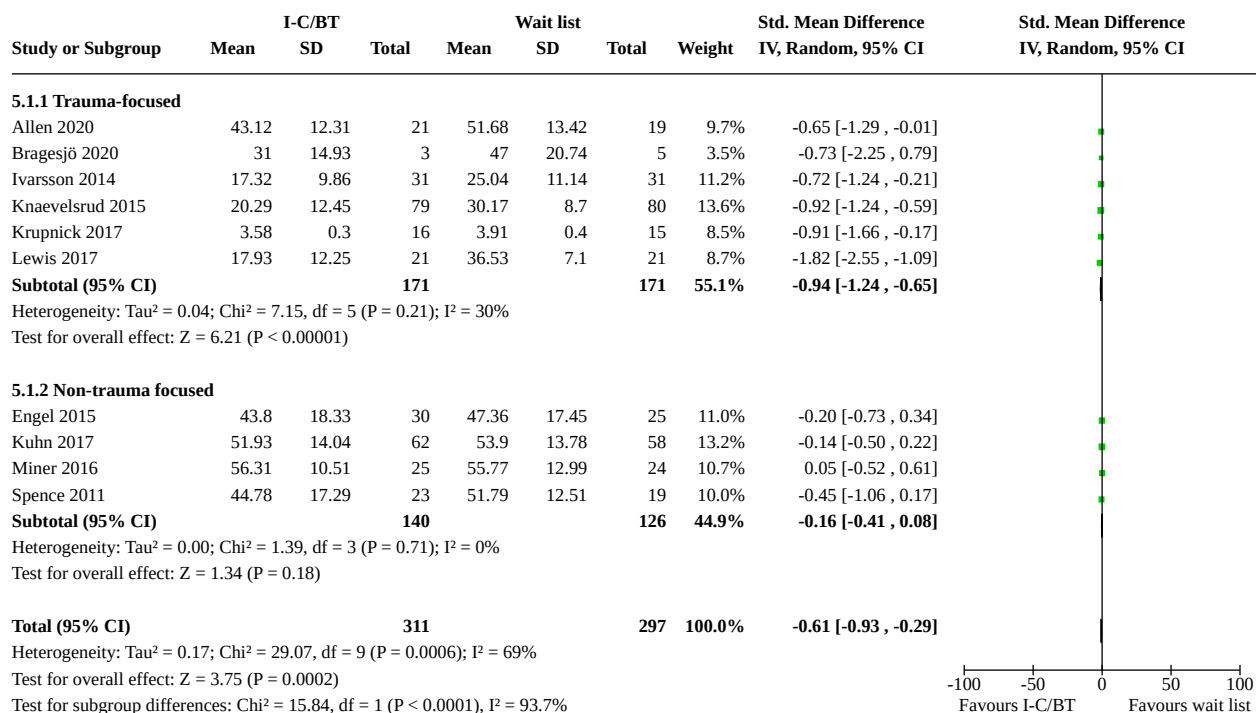 I-C/BT Wait list Std. Mean Difference Std. Mean Difference
Study or Subgroup Mean SD Total Mean SD Total Weight IV, Random, 95% CI IV, Random, 95% CI
5.1.1 Trauma-focused
Allen 2020 43.12 12.31 21 51.68 13.42 19 9.7% -0.65 [-1.29 , -0.01]
Bragesjö 2020 31 14.93 3 47 20.74 5 3.5% -0.73 [-2.25 , 0.79]
Ivarsson 2014 17.32 9.86 31 25.04 11.14 31 11.2% -0.72 [-1.24 , -0.21]
Knaevelsrud 2015 20.29 12.45 79 30.17 8.7 80 13.6% -0.92 [-1.24 , -0.59]
Krupnick 2017 3.58 0.3 16 3.91 0.4 15 8.5% -0.91 [-1.66 , -0.17]
Lewis 2017 17.93 12.25 21 36.53 7.1 21 8.7% -1.82 [-2.55 , -1.09]
Subtotal (95% CI) 171 171 55.1% -0.94 [-1.24 , -0.65]
Heterogeneity: Tau² = 0.04; Chi² = 7.15, df = 5 (P = 0.21); I² = 30%
Test for overall effect: Z = 6.21 (P < 0.00001)
5.1.2 Non-trauma focused
Engel 2015 43.8 18.33 30 47.36 17.45 25 11.0% -0.20 [-0.73 , 0.34]
Kuhn 2017 51.93 14.04 62 53.9 13.78 58 13.2% -0.14 [-0.50 , 0.22]
Miner 2016 56.31 10.51 25 55.77 12.99 24 10.7% 0.05 [-0.52 , 0.61]
Spence 2011 44.78 17.29 23 51.79 12.51 19 10.0% -0.45 [-1.06 , 0.17]
Subtotal (95% CI) 140 126 44.9% -0.16 [-0.41 , 0.08]
Heterogeneity: Tau² = 0.00; Chi² = 1.39, df = 3 (P = 0.71); I² = 0%
Test for overall effect: Z = 1.34 (P = 0.18)
Total (95% CI) 311 297 100.0% -0.61 [-0.93 , -0.29]
Heterogeneity: Tau² = 0.17; Chi² = 29.07, df = 9 (P = 0.0006); I² = 69%
Test for overall effect: Z = 3.75 (P = 0.0002) -100 -50 0 50 100
Test for subgroup differences: Chi² = 15.84, df = 1 (P < 0.0001), I² = 93.7% Favours I-C/BT Favours wait list